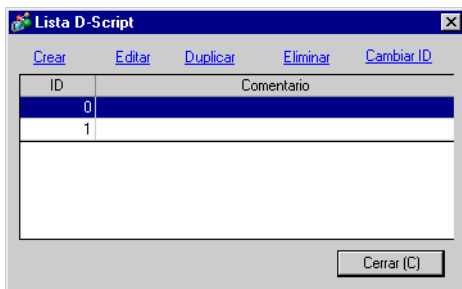 Lista D-Script
Crear Editar Duplicar Eliminar Cambiar ID
ID Comentario
0
1
Cerrar (C)